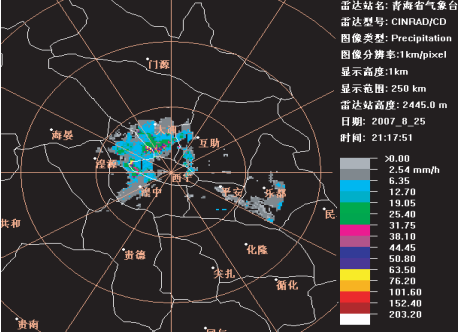 雷达站名: 青海省气象台
雷达型号: CINRAD/CD
图像类型: Precipitation
图像分辨率:1km/pixel
显示高度:1km
显示范围: 250 km
雷达站高度: 2445.0 m
日期: 2007_8_25
时间: 21:17:51
>0.00
2.54 mm/h
6.35
12.70
19.05
25.40
31.75
38.10
44.45
50.80
63.50
76.20
101.60
152.40
203.20
门源
海晏
大通
互助
湟源
西
湟中
平安
乐都
民
共和
贵德
化隆
尖扎
循化
贵南